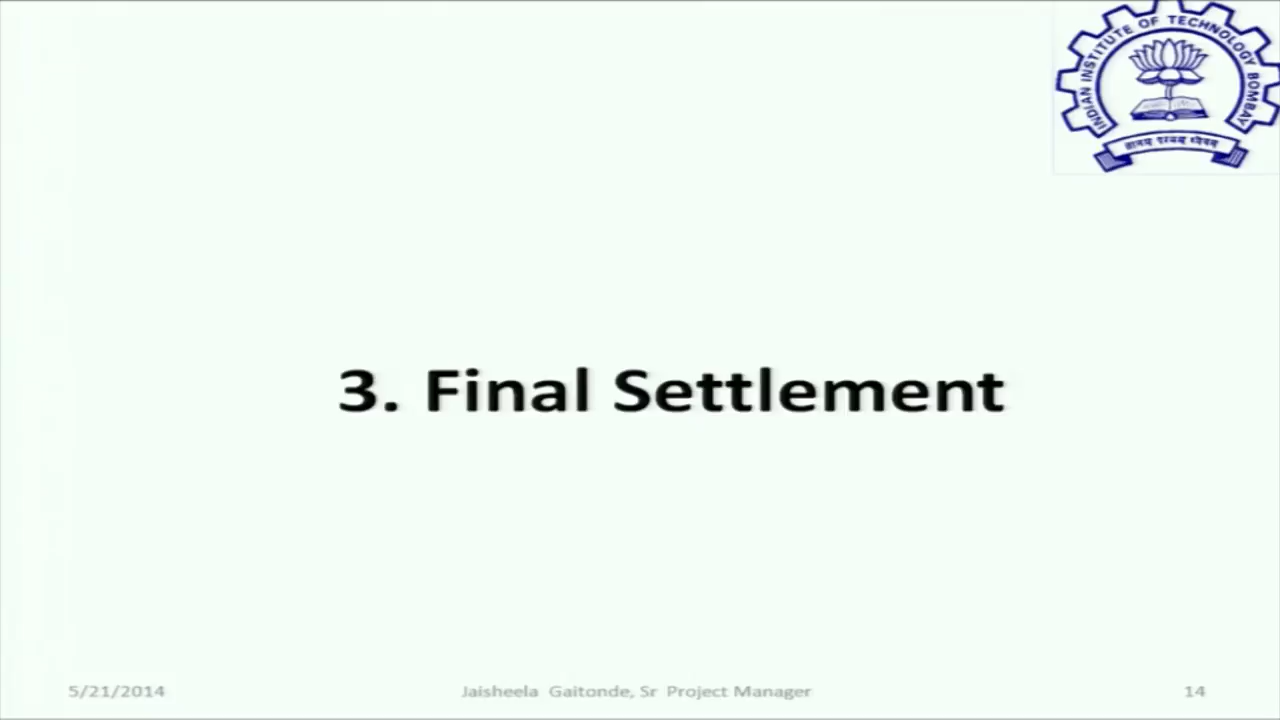 INDIAN INSTITUTE OF TECHNOLOGY BOMBAY
3. Final Settlement
5/21/2014
Jaisheela Gaitonde, Sr Project Manager
14